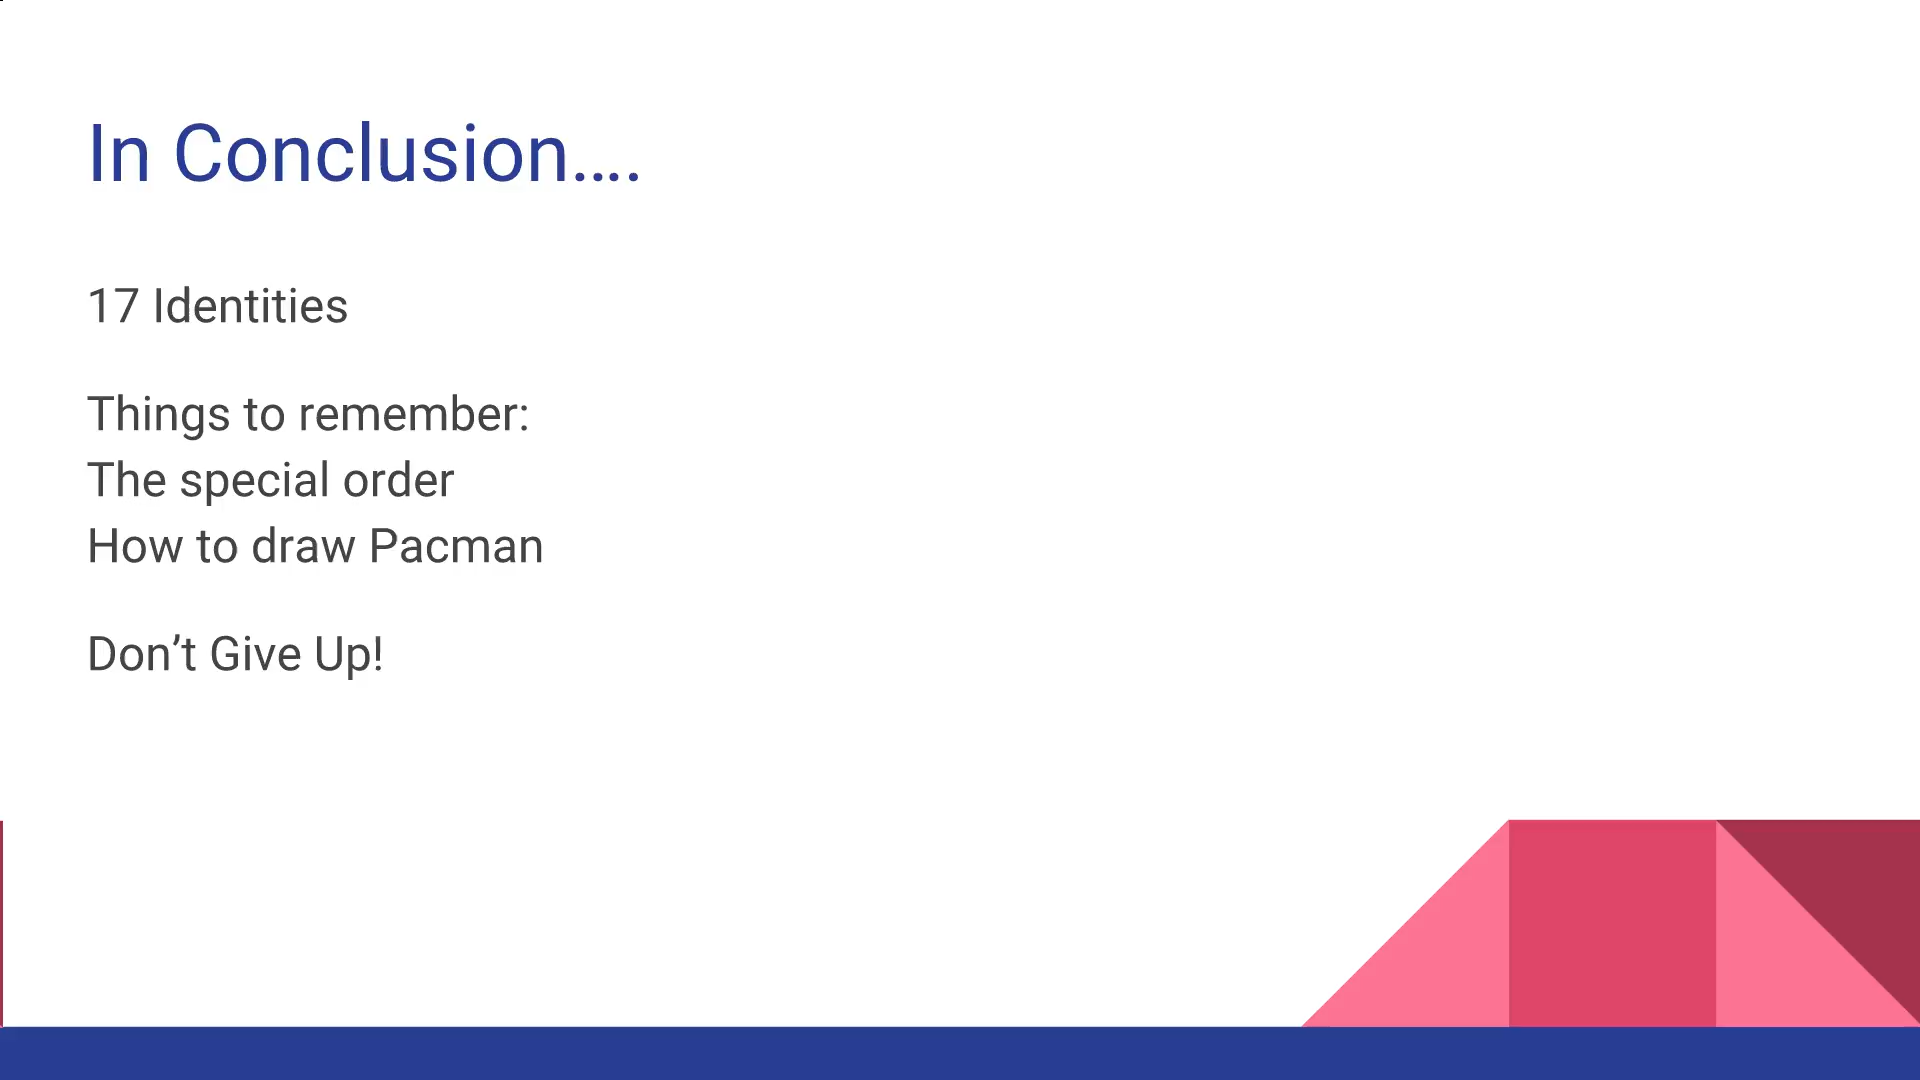 In Conclusion....
17 Identities
Things to remember:
The special order
How to draw Pacman
Don’t Give Up!